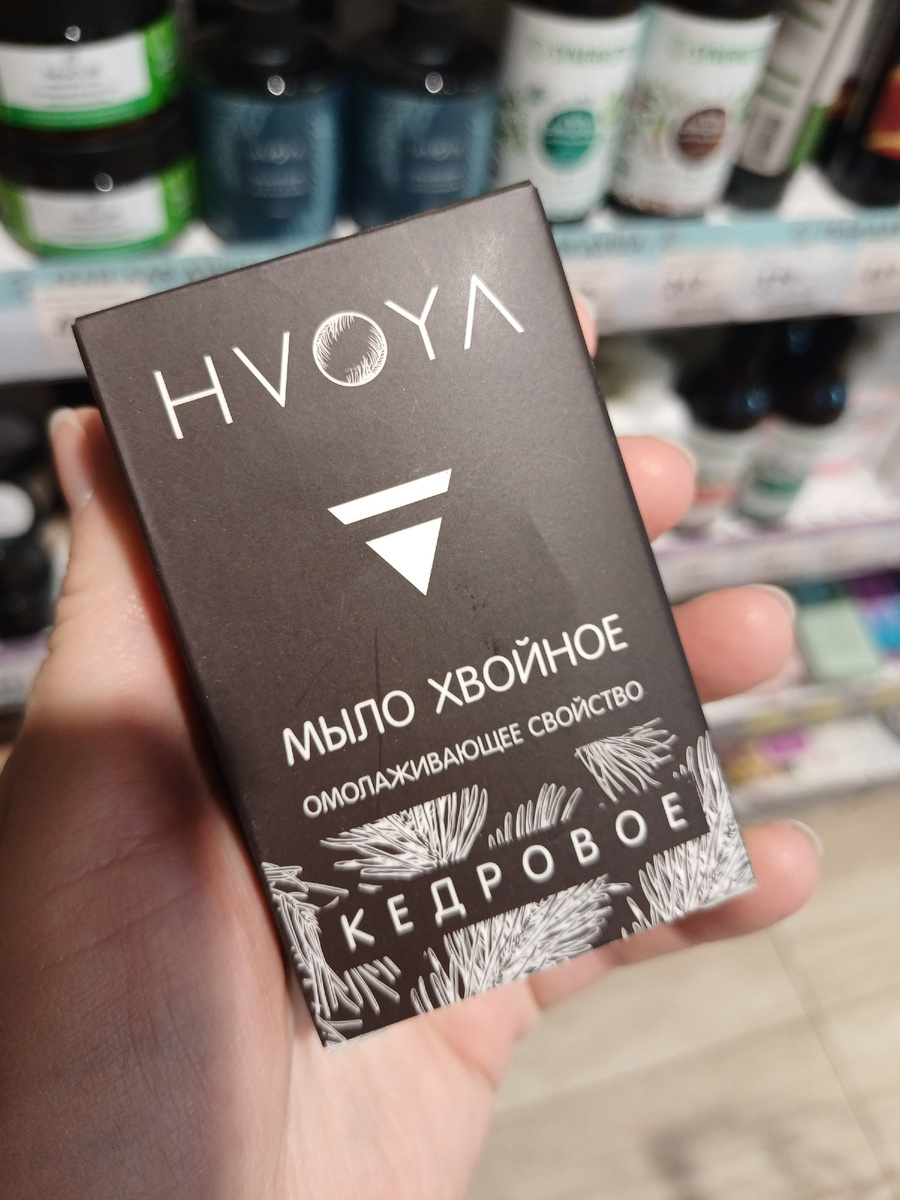 HVOYA
МЫЛО ХВОЙНОЕ
ОМОЛАЖИВАЮЩЕЕ СВОЙСТВО
КЕДРОВОЕ